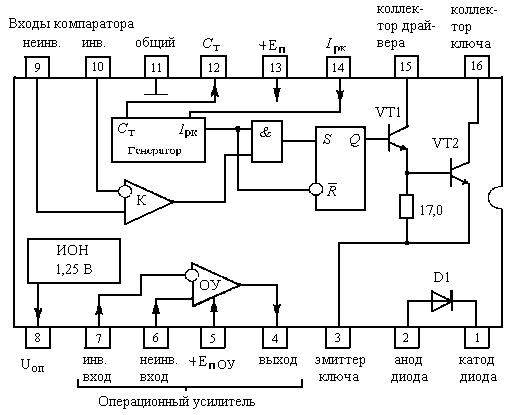 Входы компаратора
неинв. инв. общий Cт +Eп Iрк
коллек-
тор драй-
вера
коллек-
тор
ключа
9 10 11 12 13 14 15 16
Cт Iрк
Генератор
&
S Q
R
VT1
VT2
К
17,0
ИОН
1,25 В
ОУ
D1
8 7 6 5 4 3 2 1
Uоп
инв.
вход
неинв.
вход
+Eп ОУ
выход
эмиттер
ключа
анод
диода
катод
диода
Операционный усилитель